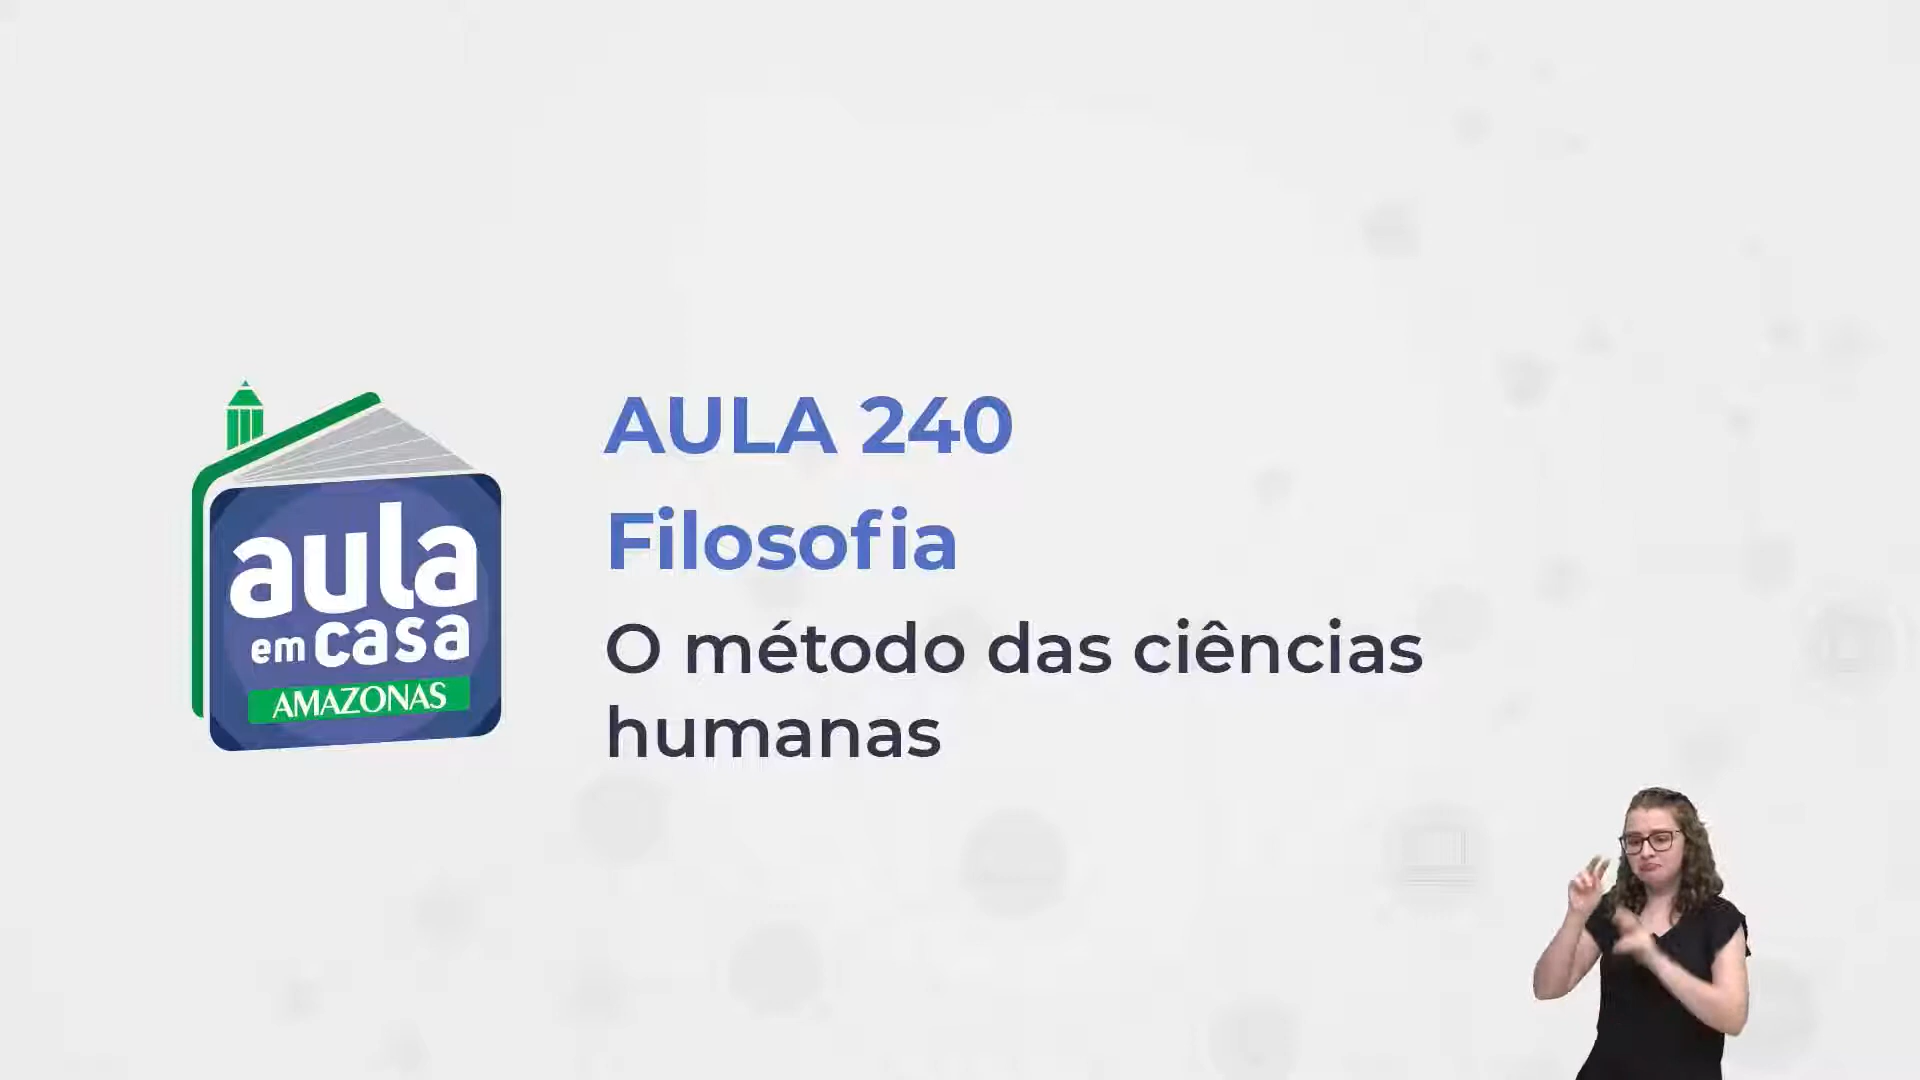 aula
em casa
AMAZONAS
AULA 240
Filosofia
O método das ciências
humanas